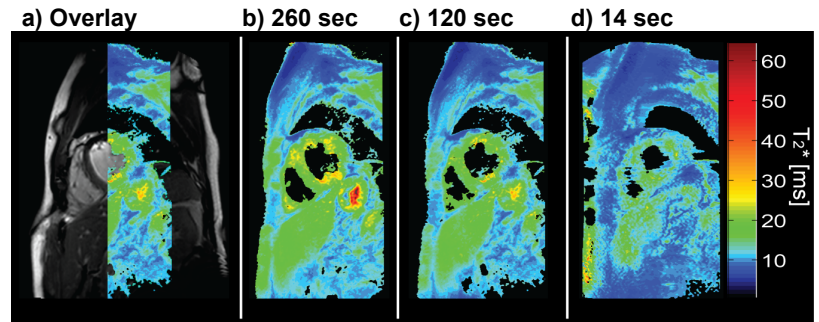 a) Overlay
b) 260 sec
c) 120 sec
d) 14 sec
60
50
40
30
20
10
T₂* [ms]